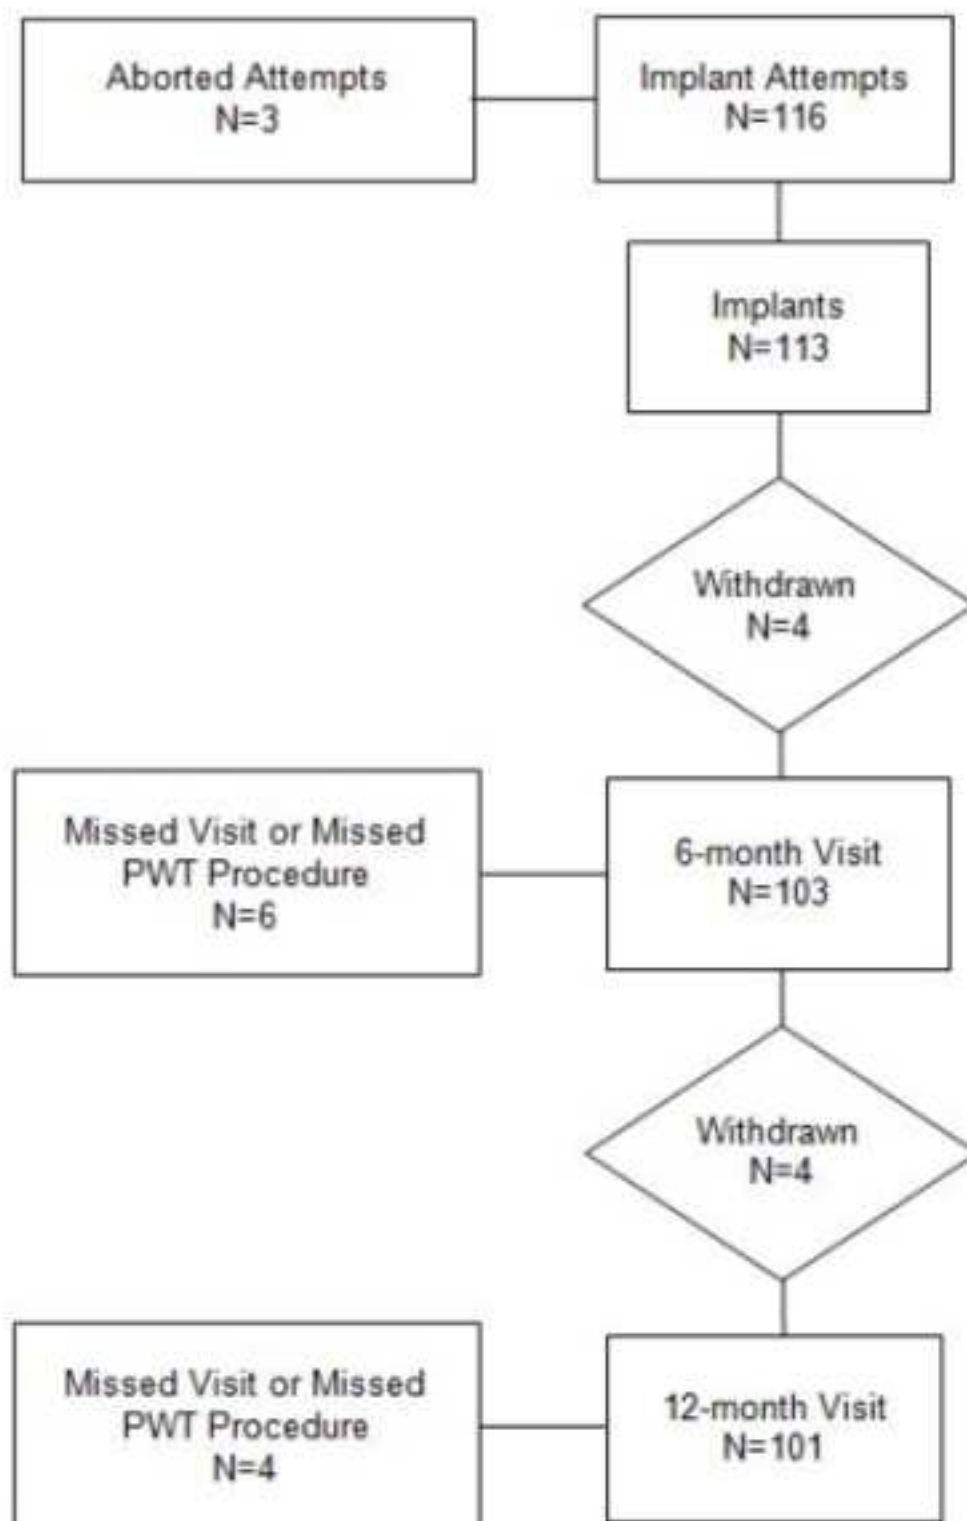 Aborted Attempts
N=3
Implant Attempts
N=116
Implants
N=113
Withdrawn
N=4
Missed Visit or Missed
PWT Procedure
N=6
6-month Visit
N=103
Withdrawn
N=4
Missed Visit or Missed
PWT Procedure
N=4
12-month Visit
N=101